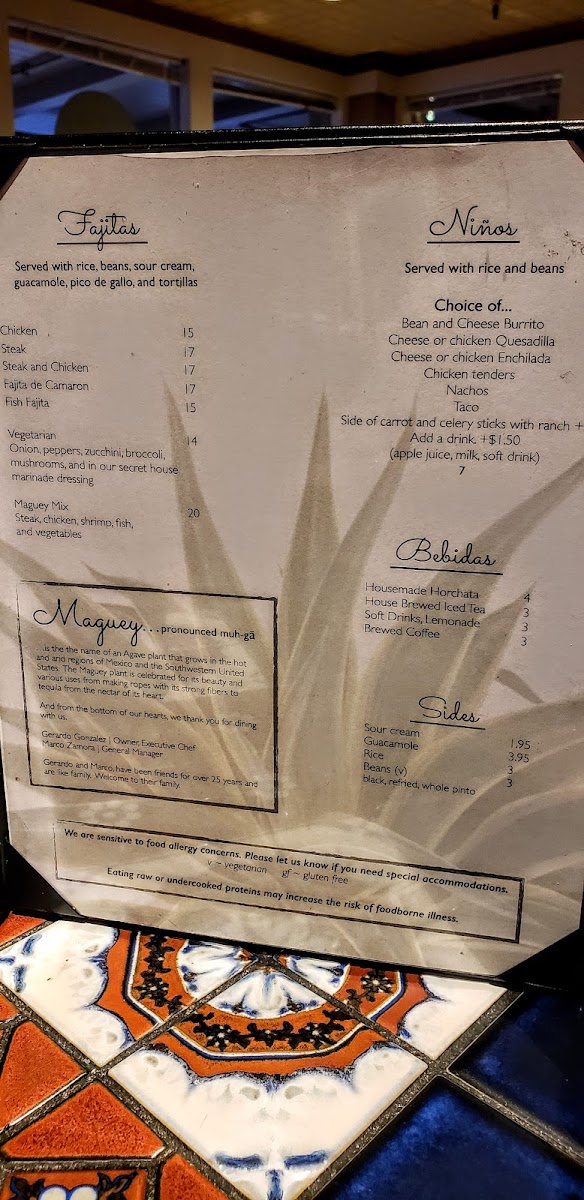 Fajitas
Served with rice, beans, sour cream,
guacamole, pico de gallo, and tortillas
Chicken 15
Steak 17
Steak and Chicken 17
Fajita de Camaron 17
Fish Fajita 15
Vegetarian 14
Onion, peppers, zucchini, broccoli,
mushrooms, and in our secret house
marinade dressing
Maguey Mix 20
Steak, chicken, shrimp, fish,
and vegetables
Maguey...pronounced muh-gā
...is the the name of an Agave plant that grows in the hot
and arid regions of Mexico and the Southwestern United
States. The Maguey plant is celebrated for its beauty and
various uses from making ropes with its strong fibers to
tequila from the nectar of its heart.
And from the bottom of our hearts, we thank you for dining
with us.
Gerardo Gonzalez | Owner, Executive Chef
Marco Zamora | General Manager
Gerardo and Marco, have been friends for over 25 years and
are like family. Welcome to their family.
Niños
Served with rice and beans
Choice of...
Bean and Cheese Burrito
Cheese or chicken Quesadilla
Cheese or chicken Enchilada
Chicken tenders
Nachos
Taco
Side of carrot and celery sticks with ranch +
Add a drink +$1.50
(apple juice, milk, soft drink)
7
Bebidas
Housemade Horchata 4
House Brewed Iced Tea 3
Soft Drinks, Lemonade 3
Brewed Coffee 3
Sides
Sour cream 1.95
Guacamole 3.95
Rice 3
Beans (v) 3
black, refried, whole pinto
We are sensitive to food allergy concerns. Please let us know if you need special accommodations.
v ~ vegetarian gf ~ gluten free
Eating raw or undercooked proteins may increase the risk of foodborne illness.